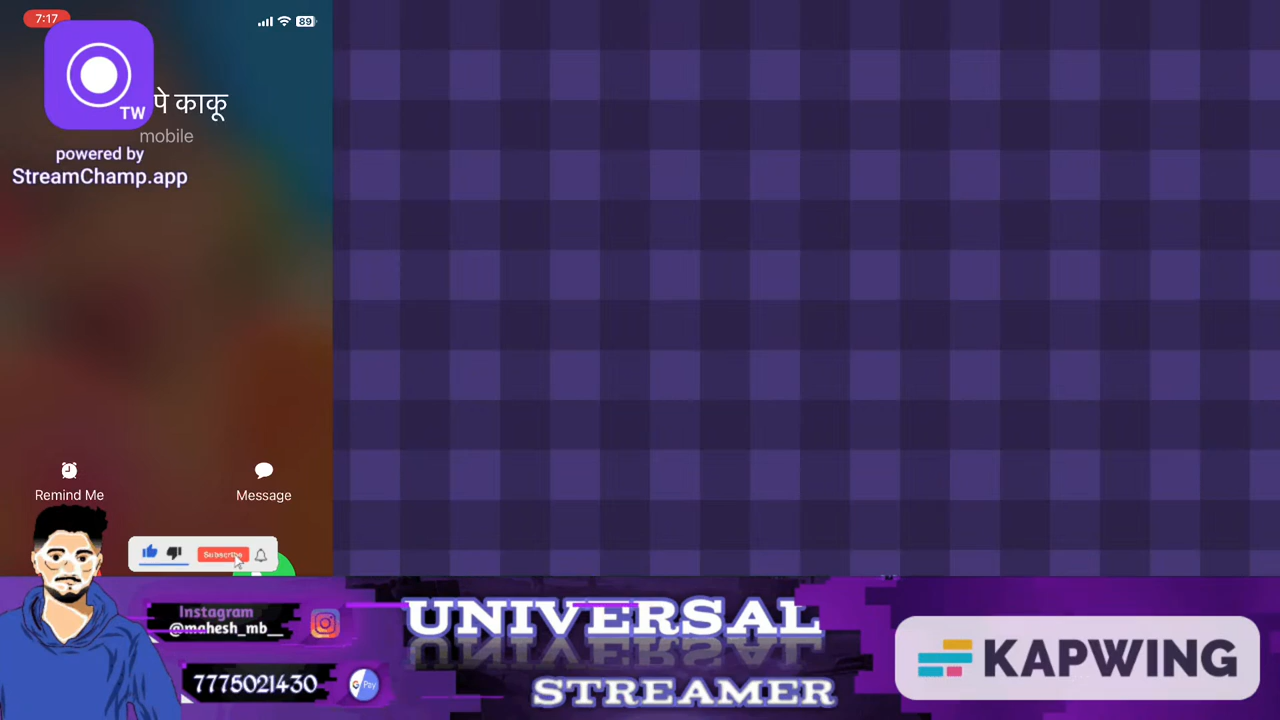 7:17
89
TW
पे काकू
mobile
powered by
StreamChamp.app
Remind Me
Message
Subscribe
Instagram
@mahesh_mb__
7775021430
G Pay
UNIVERSAL
STREAMER
KAPWING